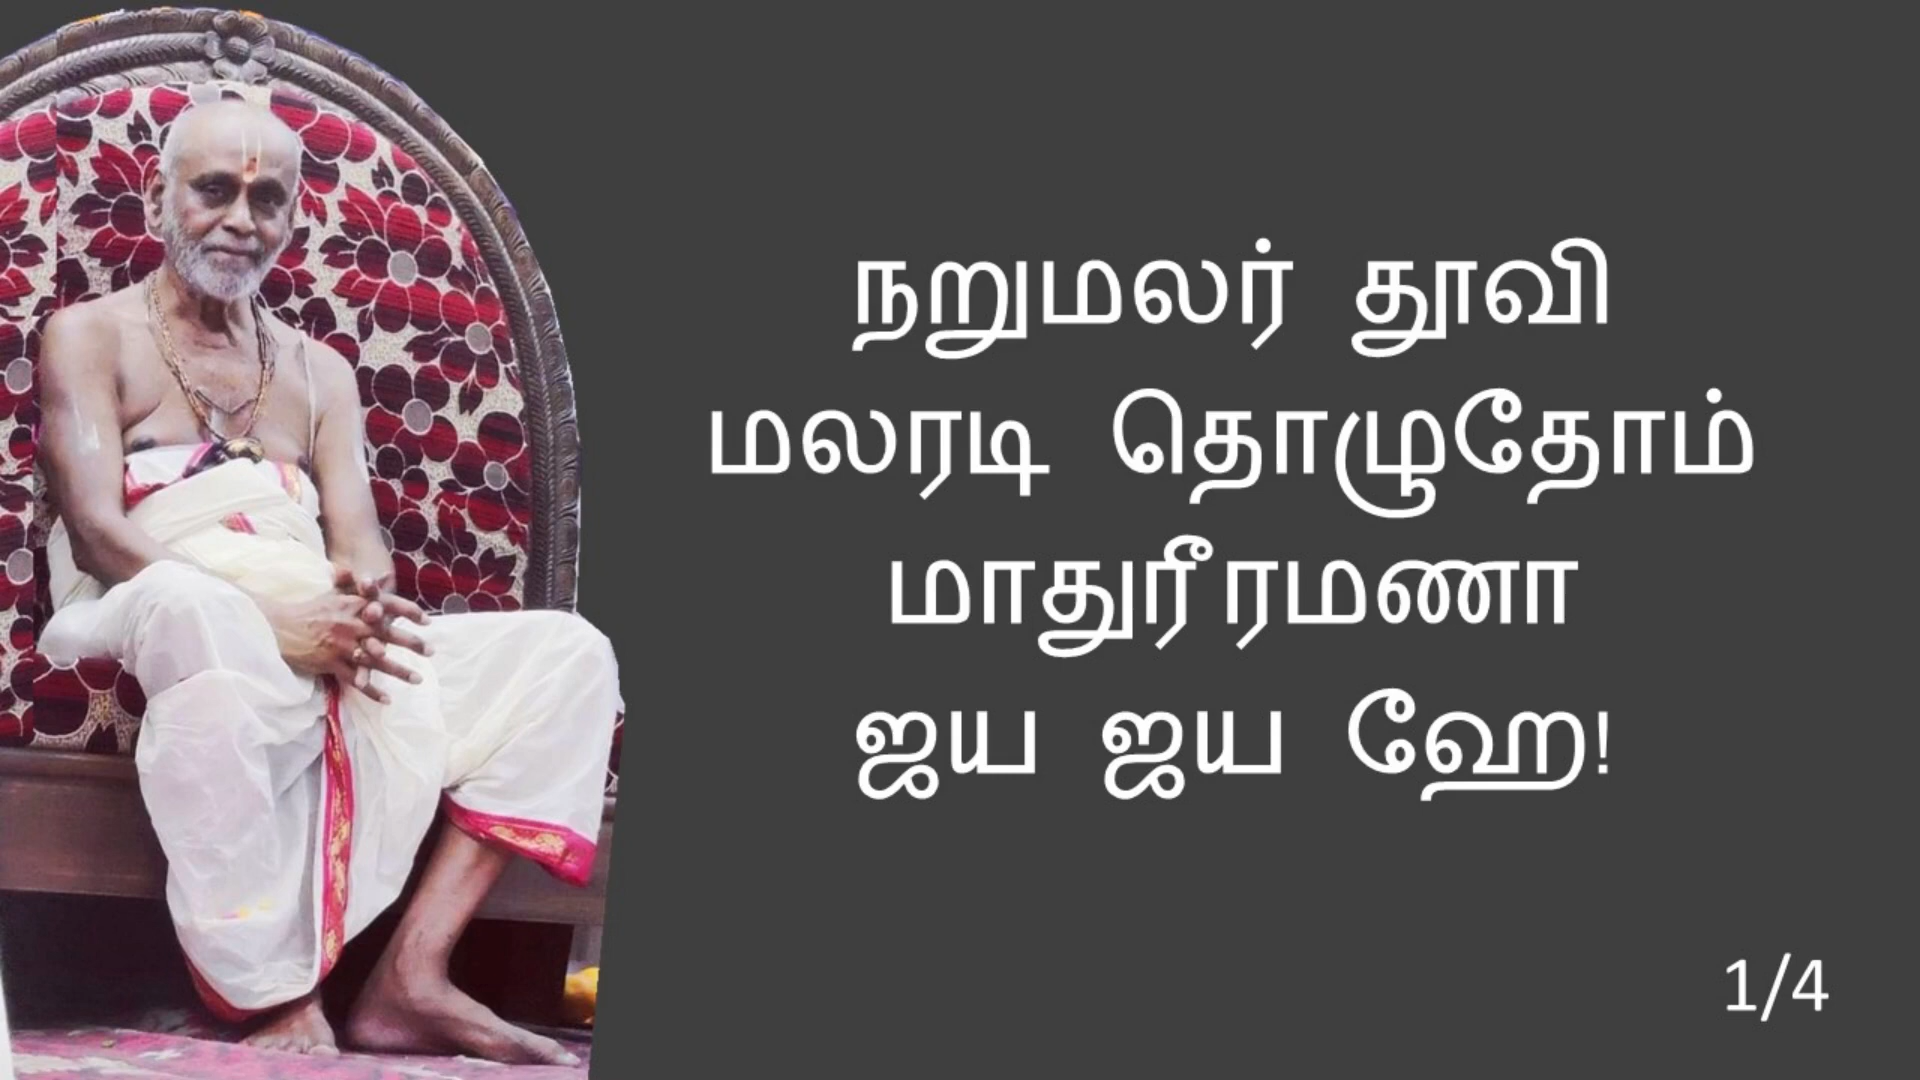 நறுமலர் தூவி
மலரடி தொழுதோம்
மாதுரீ ரமணா
ஜய ஜய ஹே!
1/4